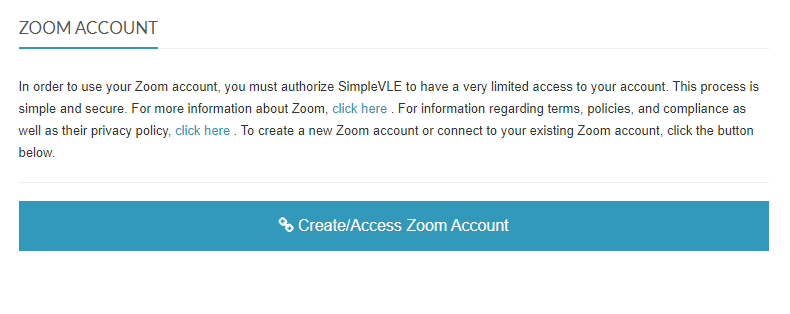 ZOOM ACCOUNT
In order to use your Zoom account, you must authorize SimpleVLE to have a very limited access to your account. This process is
simple and secure. For more information about Zoom, click here . For information regarding terms, policies, and compliance as
well as their privacy policy, click here . To create a new Zoom account or connect to your existing Zoom account, click the button
below.
Create/Access Zoom Account